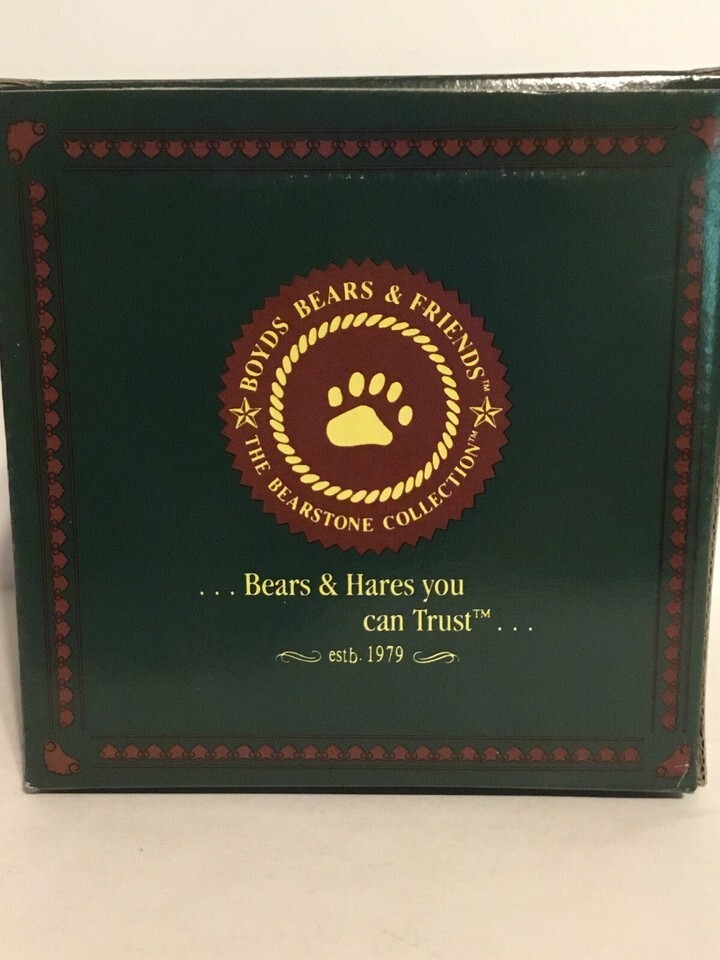 BOYDS BEARS & FRIENDS™
THE BEARSTONE COLLECTION™
. . . Bears & Hares you
can Trust™ . . .
estb. 1979